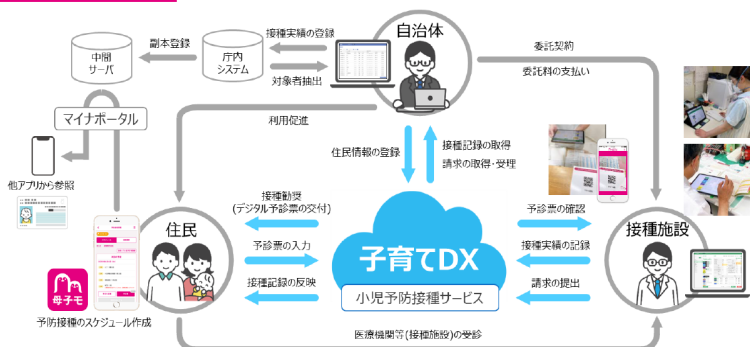 自治体
接種実績の登録
副本登録
中間
サーバ
庁内
システム
対象者抽出
委託契約
委託料の支払い
マイナポータル
利用促進
住民情報の登録
接種記録の取得
請求の取得・受理
他アプリから参照
接種勧奨
(デジタル予診票の交付)
予診票の確認
住民
接種施設
予診票の入力
子育てDX
接種実績の記録
小児予防接種サービス
接種記録の反映
請求の提出
母子モ
予防接種のスケジュール作成
医療機関等(接種施設)の受診